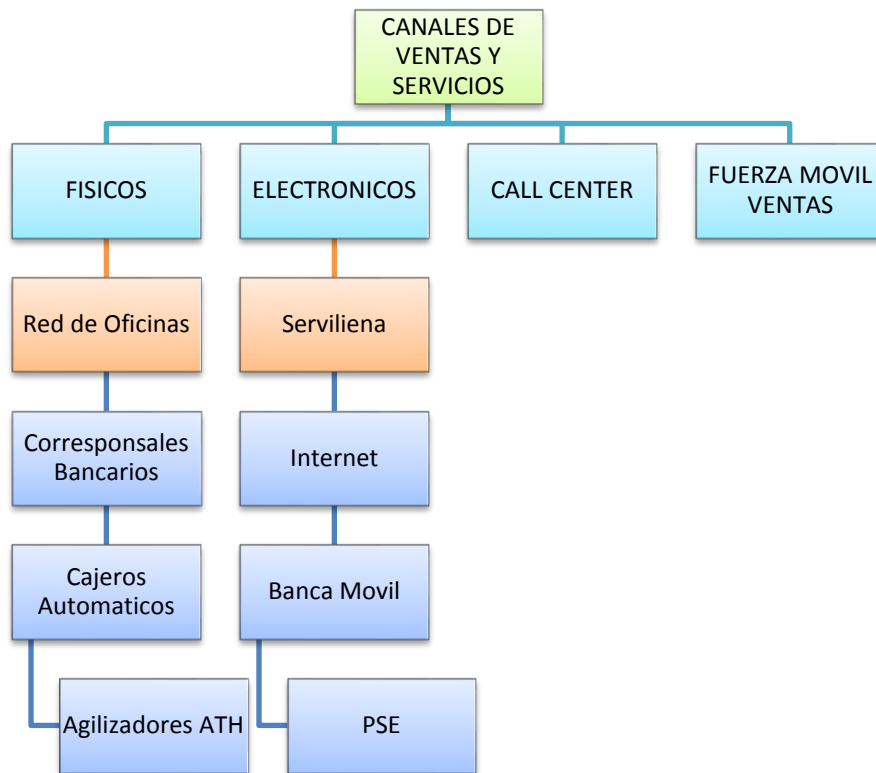 CANALES DE
VENTAS Y
SERVICIOS
FISICOS
ELECTRONICOS
CALL CENTER
FUERZA MOVIL
VENTAS
Red de Oficinas
Serviliena
Corresponsales
Bancarios
Internet
Cajeros
Automaticos
Banca Movil
Agilizadores ATH
PSE